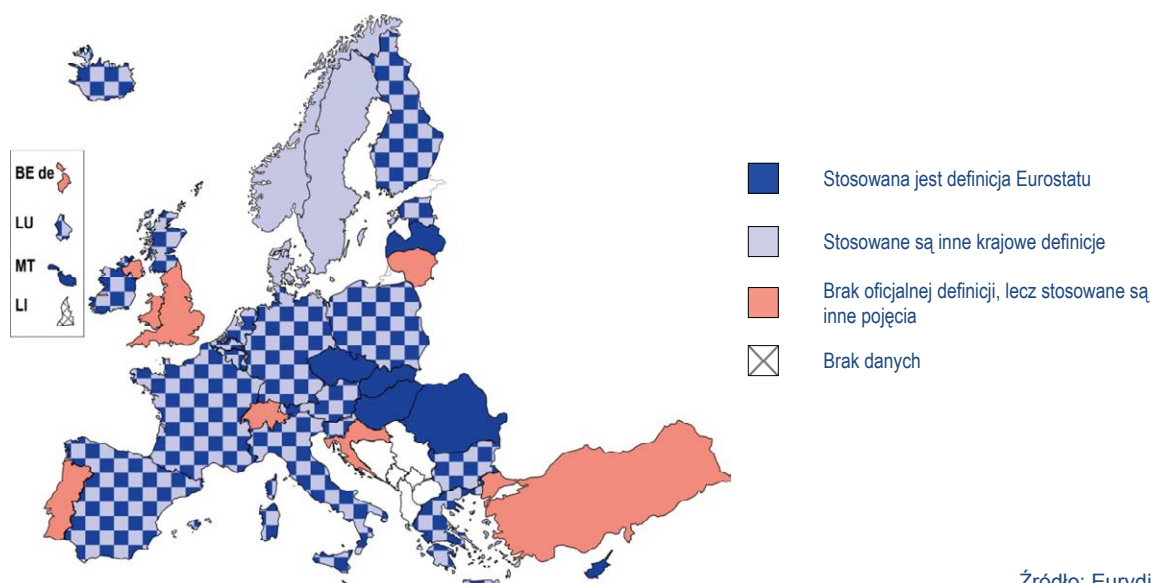 BE de
LU
MT
LI
Stosowana jest definicja Eurostatu
Stosowane są inne krajowe definicje
Brak oficjalnej definicji, lecz stosowane są
inne pojęcia
Brak danych
Źródło: Eurydi